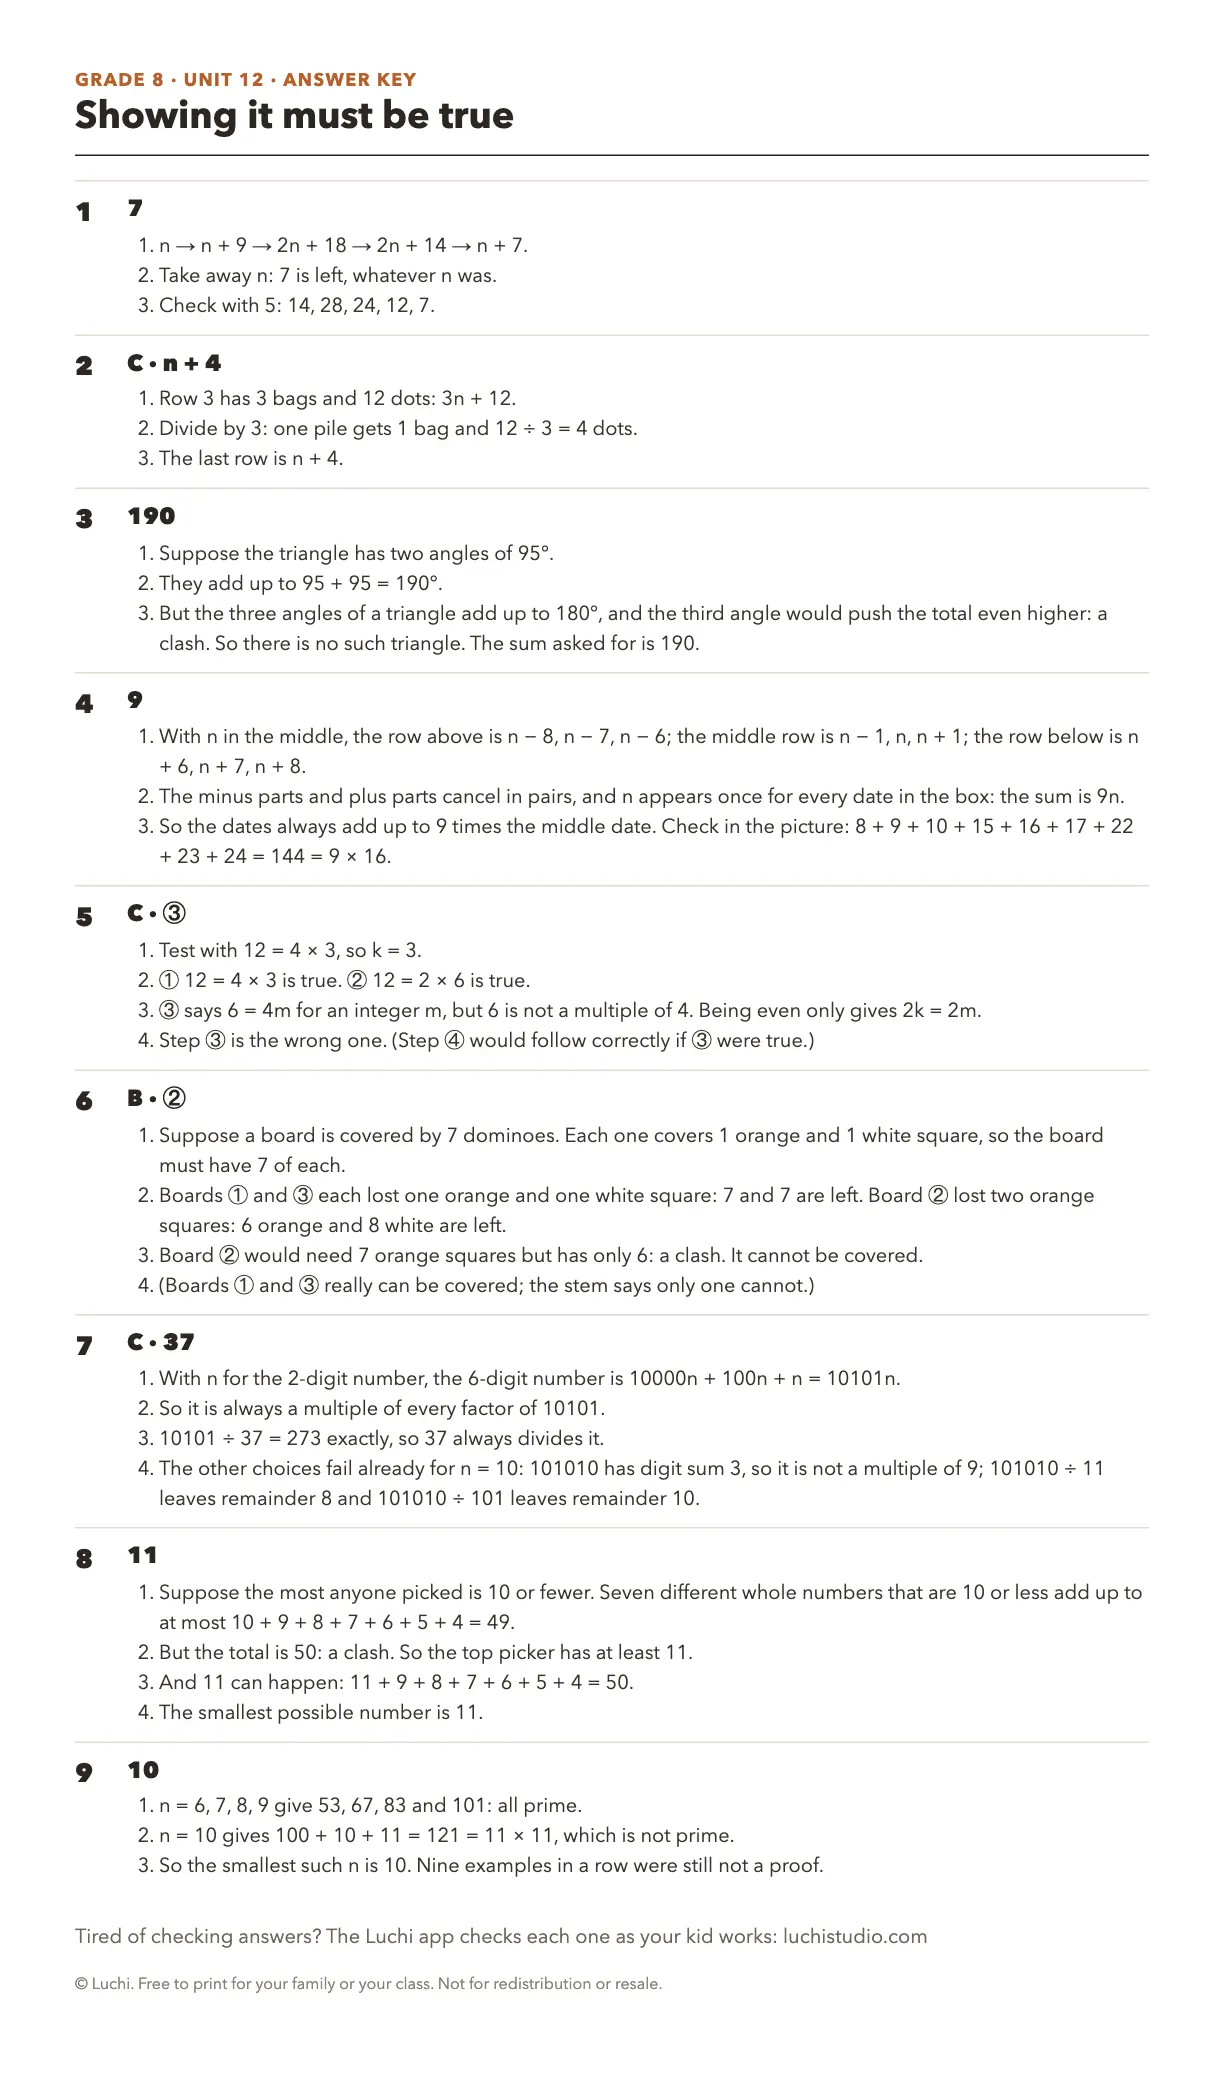 GRADE 8 · UNIT 12 · ANSWER KEY
Showing it must be true
1 7
1. n → n + 9 → 2n + 18 → 2n + 14 → n + 7.
2. Take away n: 7 is left, whatever n was.
3. Check with 5: 14, 28, 24, 12, 7.
2 C · n + 4
1. Row 3 has 3 bags and 12 dots: 3n + 12.
2. Divide by 3: one pile gets 1 bag and 12 ÷ 3 = 4 dots.
3. The last row is n + 4.
3 190
1. Suppose the triangle has two angles of 95°.
2. They add up to 95 + 95 = 190°.
3. But the three angles of a triangle add up to 180°, and the third angle would push the total even higher: a
clash. So there is no such triangle. The sum asked for is 190.
4 9
1. With n in the middle, the row above is n − 8, n − 7, n − 6; the middle row is n − 1, n, n + 1; the row below is n
+ 6, n + 7, n + 8.
2. The minus parts and plus parts cancel in pairs, and n appears once for every date in the box: the sum is 9n.
3. So the dates always add up to 9 times the middle date. Check in the picture: 8 + 9 + 10 + 15 + 16 + 17 + 22
+ 23 + 24 = 144 = 9 × 16.
5 C · ③
1. Test with 12 = 4 × 3, so k = 3.
2. ① 12 = 4 × 3 is true. ② 12 = 2 × 6 is true.
3. ③ says 6 = 4m for an integer m, but 6 is not a multiple of 4. Being even only gives 2k = 2m.
4. Step ③ is the wrong one. (Step ④ would follow correctly if ③ were true.)
6 B · ②
1. Suppose a board is covered by 7 dominoes. Each one covers 1 orange and 1 white square, so the board
must have 7 of each.
2. Boards ① and ③ each lost one orange and one white square: 7 and 7 are left. Board ② lost two orange
squares: 6 orange and 8 white are left.
3. Board ② would need 7 orange squares but has only 6: a clash. It cannot be covered.
4. (Boards ① and ③ really can be covered; the stem says only one cannot.)
7 C · 37
1. With n for the 2-digit number, the 6-digit number is 10000n + 100n + n = 10101n.
2. So it is always a multiple of every factor of 10101.
3. 10101 ÷ 37 = 273 exactly, so 37 always divides it.
4. The other choices fail already for n = 10: 101010 has digit sum 3, so it is not a multiple of 9; 101010 ÷ 11
leaves remainder 8 and 101010 ÷ 101 leaves remainder 10.
8 11
1. Suppose the most anyone picked is 10 or fewer. Seven different whole numbers that are 10 or less add up to
at most 10 + 9 + 8 + 7 + 6 + 5 + 4 = 49.
2. But the total is 50: a clash. So the top picker has at least 11.
3. And 11 can happen: 11 + 9 + 8 + 7 + 6 + 5 + 4 = 50.
4. The smallest possible number is 11.
9 10
1. n = 6, 7, 8, 9 give 53, 67, 83 and 101: all prime.
2. n = 10 gives 100 + 10 + 11 = 121 = 11 × 11, which is not prime.
3. So the smallest such n is 10. Nine examples in a row were still not a proof.
Tired of checking answers? The Luchi app checks each one as your kid works: luchistudio.com
© Luchi. Free to print for your family or your class. Not for redistribution or resale.